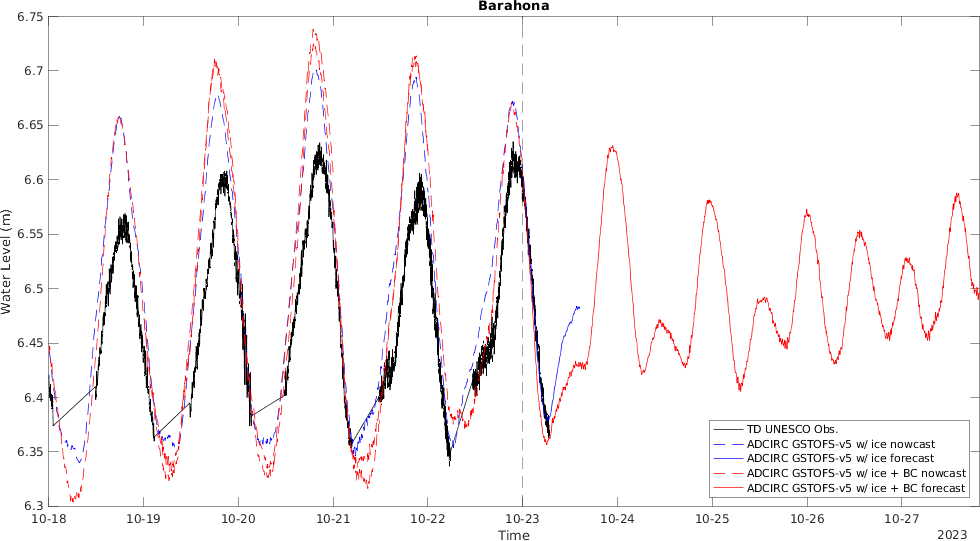 Barahona
6.75
6.7
6.65
6.6
6.55
6.5
6.45
6.4
6.35
6.3
Water Level (m)
TD UNESCO Obs.
ADCIRC GSTOFS-v5 w/ ice nowcast
ADCIRC GSTOFS-v5 w/ ice forecast
ADCIRC GSTOFS-v5 w/ ice + BC nowcast
ADCIRC GSTOFS-v5 w/ ice + BC forecast
10-18 10-19 10-20 10-21 10-22 10-23 10-24 10-25 10-26 10-27
Time
2023